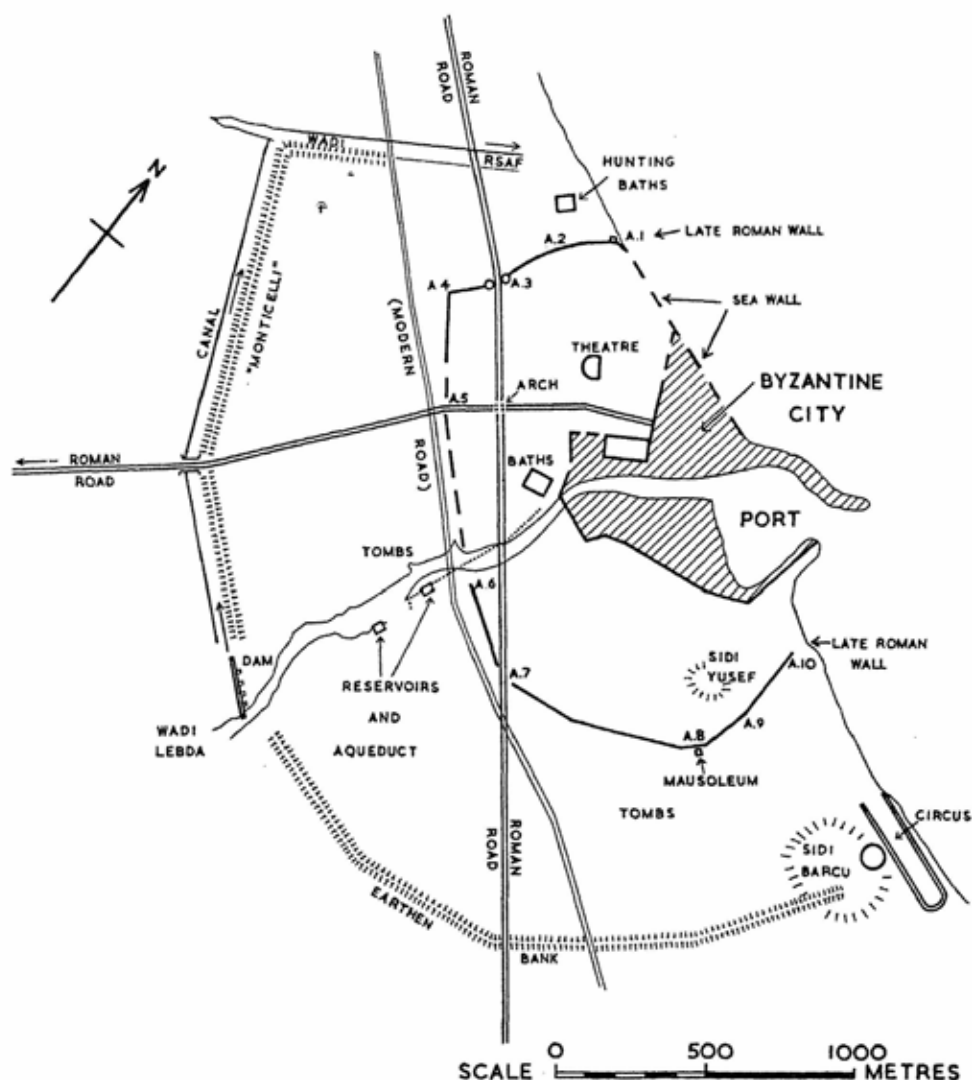 ROMAN
ROAD
WADI
RSAF
HUNTING
BATHS
N
A.1
LATE ROMAN WALL
A.2
A.3
A 4
SEA WALL
CANAL
"MONTICELLI"
(MODERN
ROAD)
THEATRE
ARCH
BYZANTINE
CITY
A.5
ROMAN
ROAD
BATHS
PORT
TOMBS
A.6
DAM
A.7
SIDI
YUSEF
LATE ROMAN
WALL
A.10
RESERVOIRS
AND
AQUEDUCT
WADI
LEBDA
A.8
A.9
MAUSOLEUM
TOMBS
CIRCUS
ROMAN
ROAD
SIDI
BARCU
EARTHEN
BANK
SCALE 0 500 1000 METRES